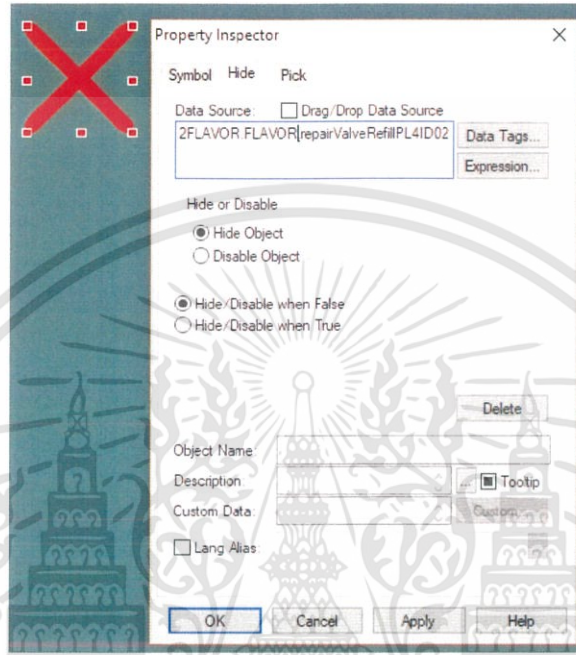 Property Inspector
Symbol Hide Pick
Data Source: Drag/Drop Data Source
2FLAVOR.FLAVOR.repairValveRefillPL4ID02
Data Tags...
Expression...
Hide or Disable
Hide Object
Disable Object
Hide/Disable when False
Hide/Disable when True
Delete
Object Name:
Description:
... Tooltip
Custom Data:
Custom...
Lang Alias:
OK Cancel Apply Help